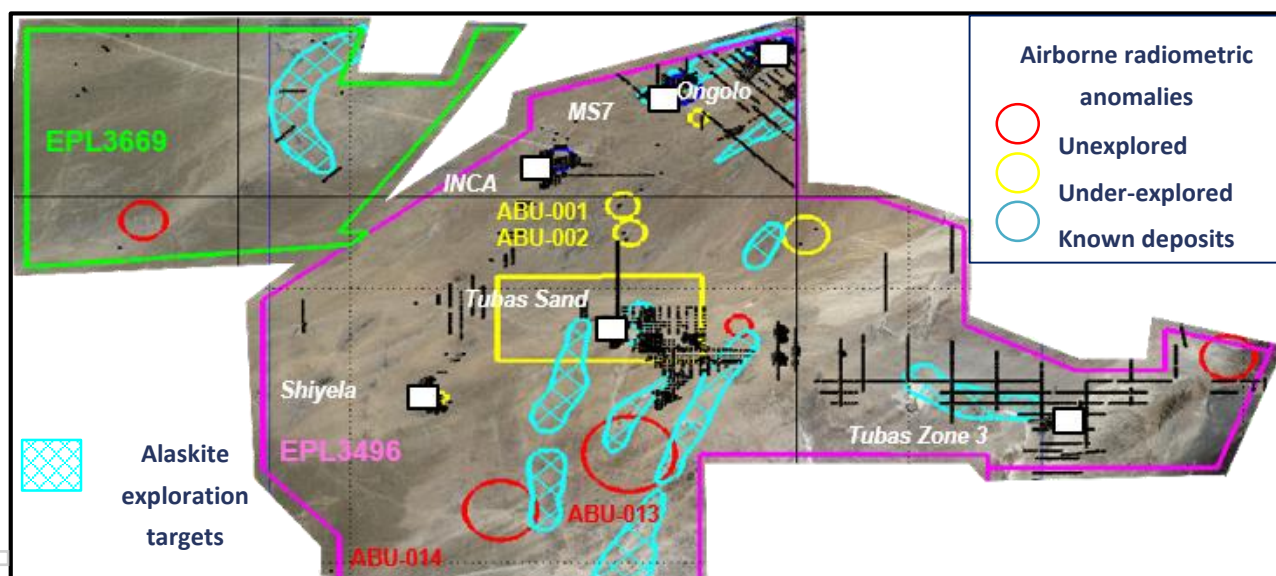 Airborne radiometric
anomalies
Unexplored
Under-explored
Known deposits
EPL3669
Ongolo
MS7
INCA
ABU-001
ABU-002
Tubas Sand
Shiyela
EPL3496
Tubas Zone 3
Alaskite
exploration
targets
ABU-013
ABU-014